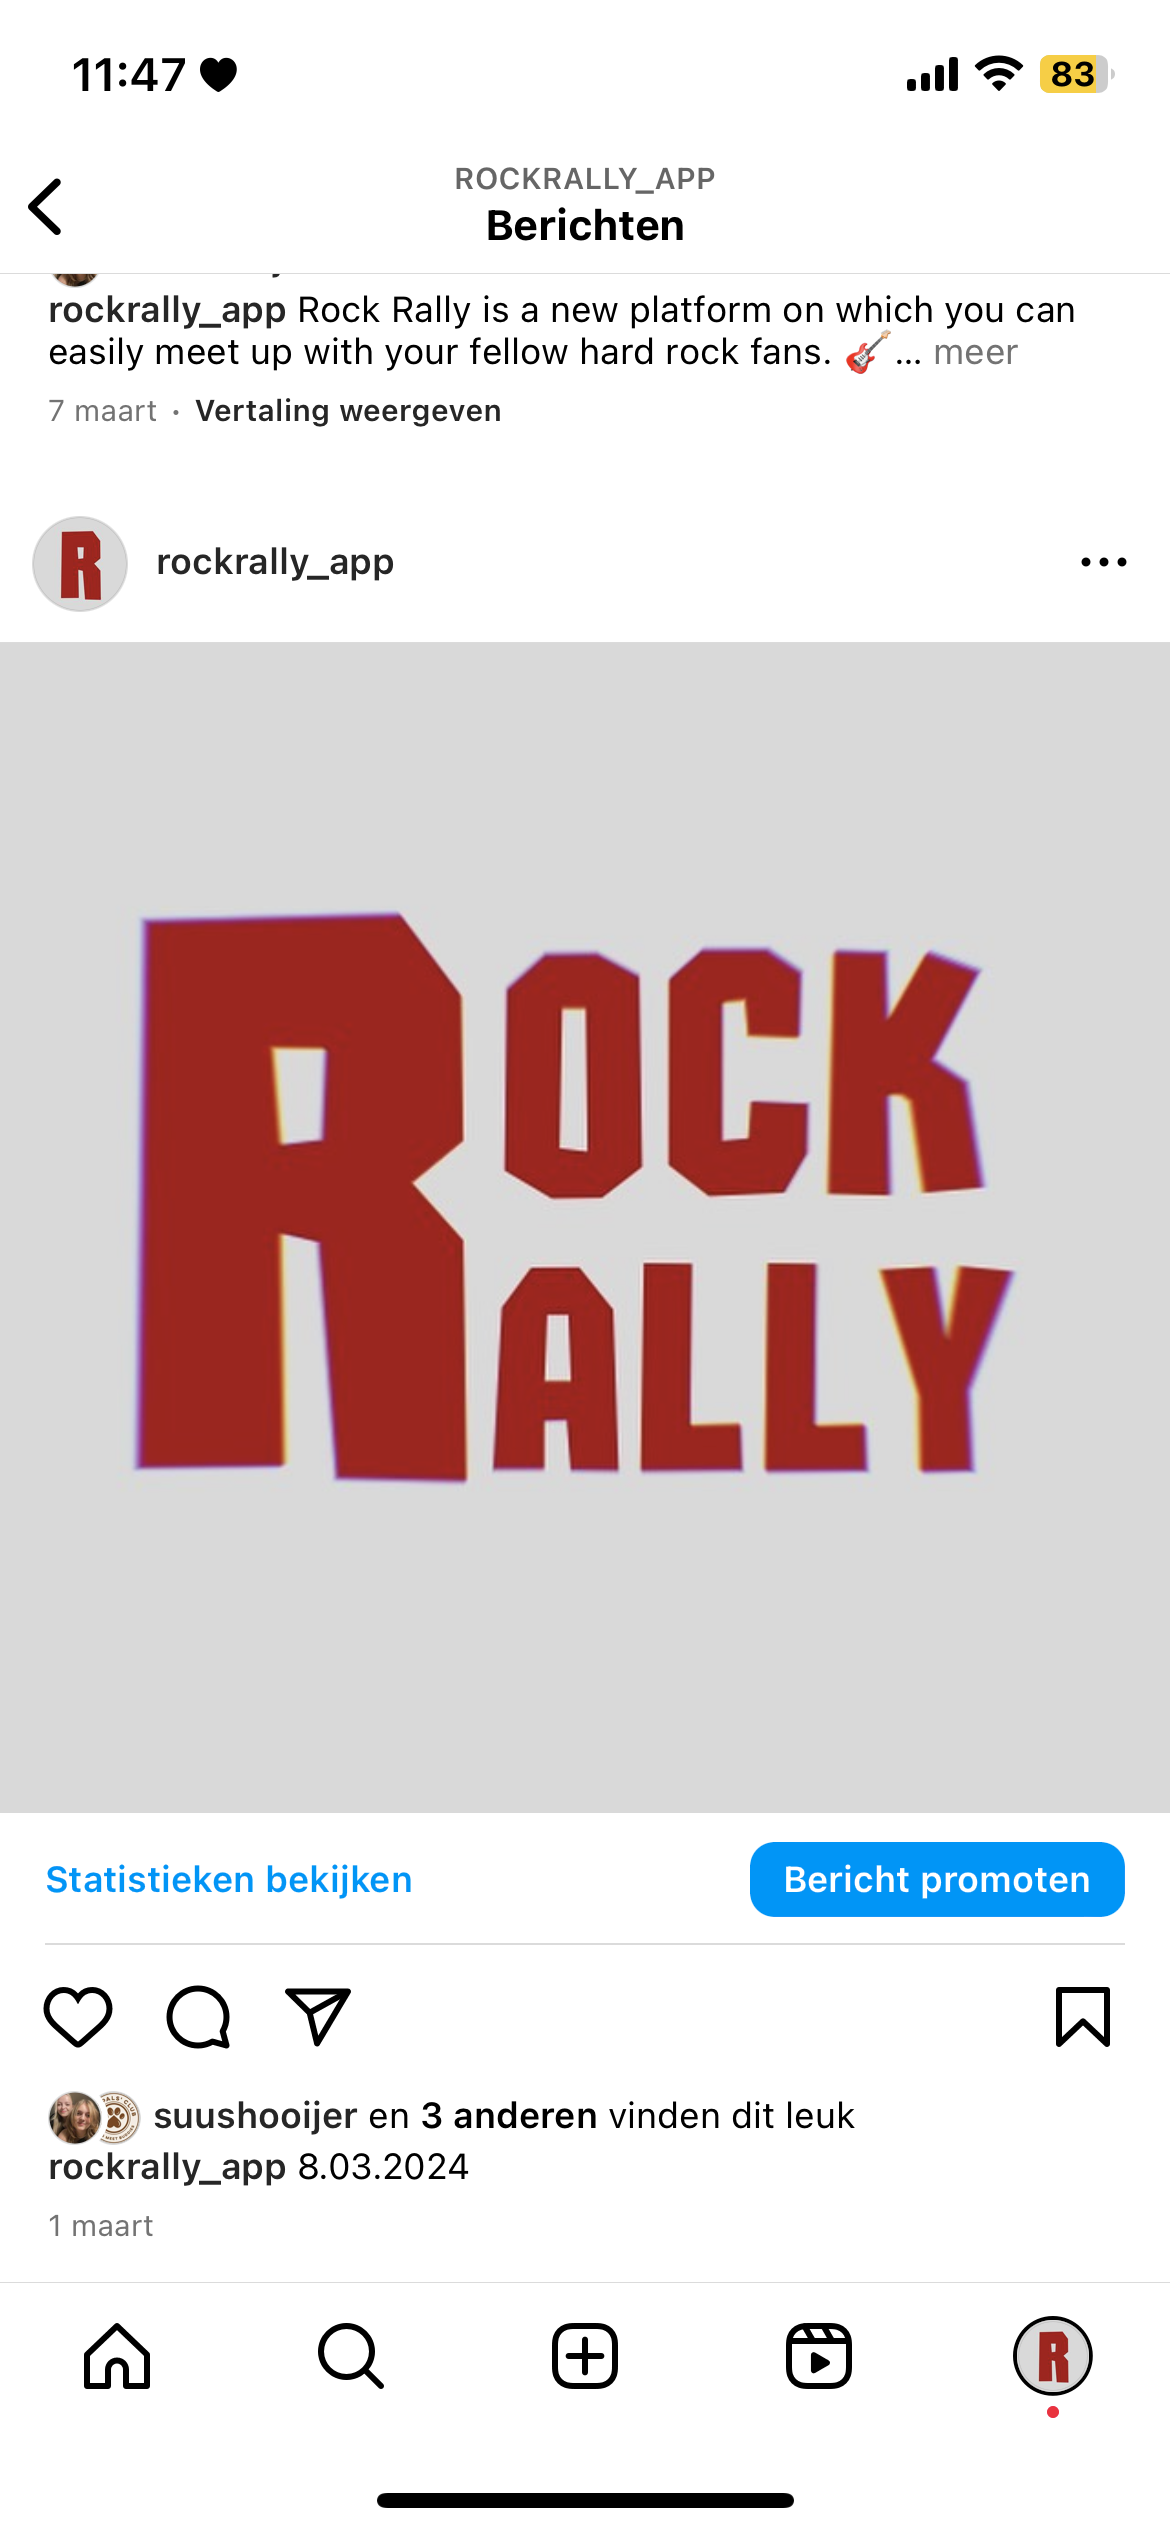 11:47
83
ROCKRALLY_APP
Berichten
rockrally_app Rock Rally is a new platform on which you can
easily meet up with your fellow hard rock fans. 🎸... meer
7 maart • Vertaling weergeven
R
rockrally_app
ROCK
RALLY
Statistieken bekijken
Bericht promoten
suushooijer en 3 anderen vinden dit leuk
rockrally_app 8.03.2024
1 maart
R